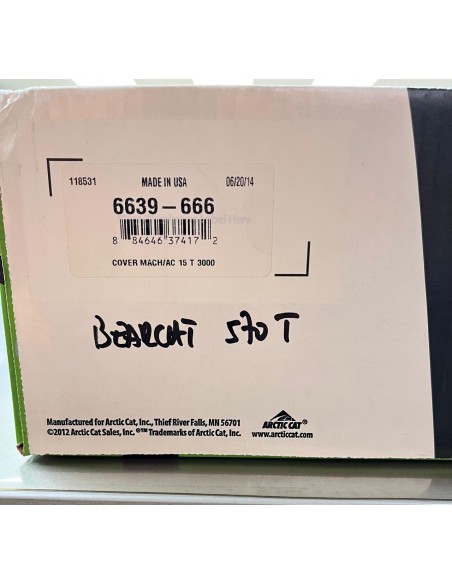 118531 MADE IN USA 06/20/14
6639-666
8 84646 37417 2
COVER MACH/AC 15 T 3000
BEARCAT 570 T
Manufactured for Arctic Cat, Inc., Thief River Falls, MN 56701
©2012 Arctic Cat Sales, Inc. ®™ Trademarks of Arctic Cat, Inc.
ARCTIC CAT
www.arcticcat.com